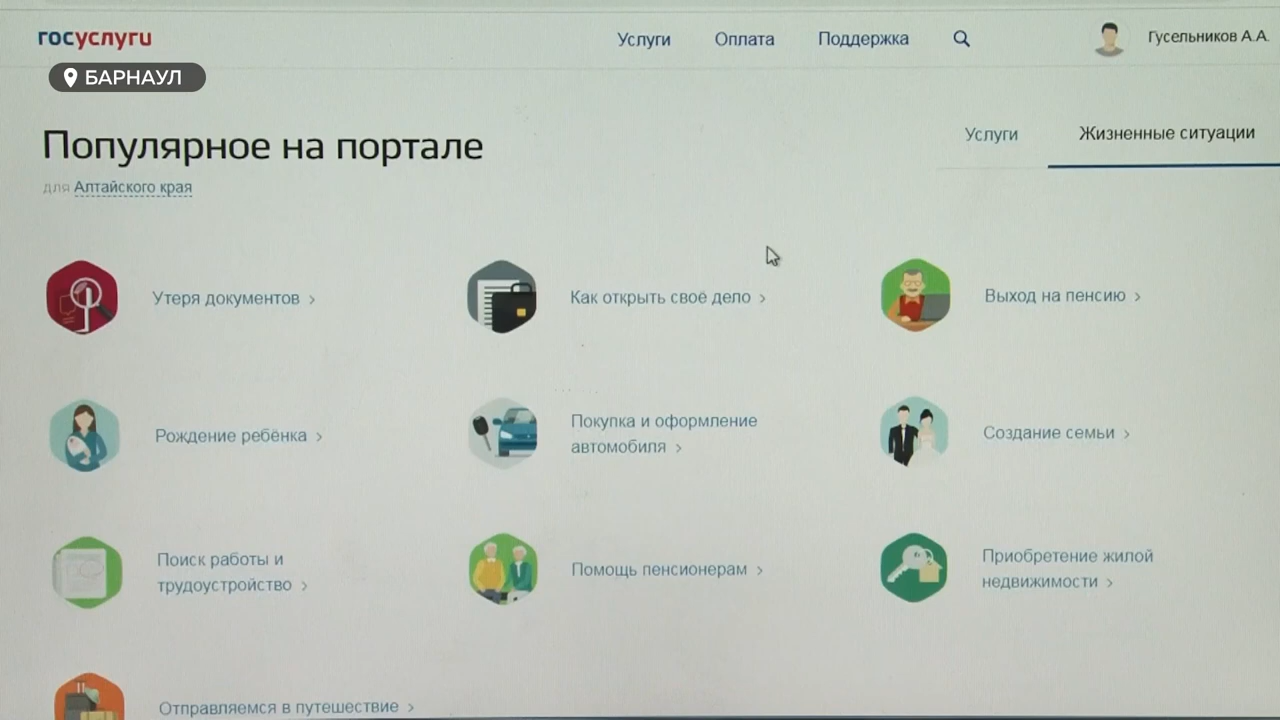 госуслуги
Услуги Оплата Поддержка
Гусельников А.А.
БАРНАУЛ
Популярное на портале
для Алтайского края
Услуги Жизненные ситуации
Утеря документов
Как открыть своё дело
Выход на пенсию
Рождение ребёнка
Покупка и оформление
автомобиля
Создание семьи
Поиск работы и
трудоустройство
Помощь пенсионерам
Приобретение жилой
недвижимости
Отправляемся в путешествие